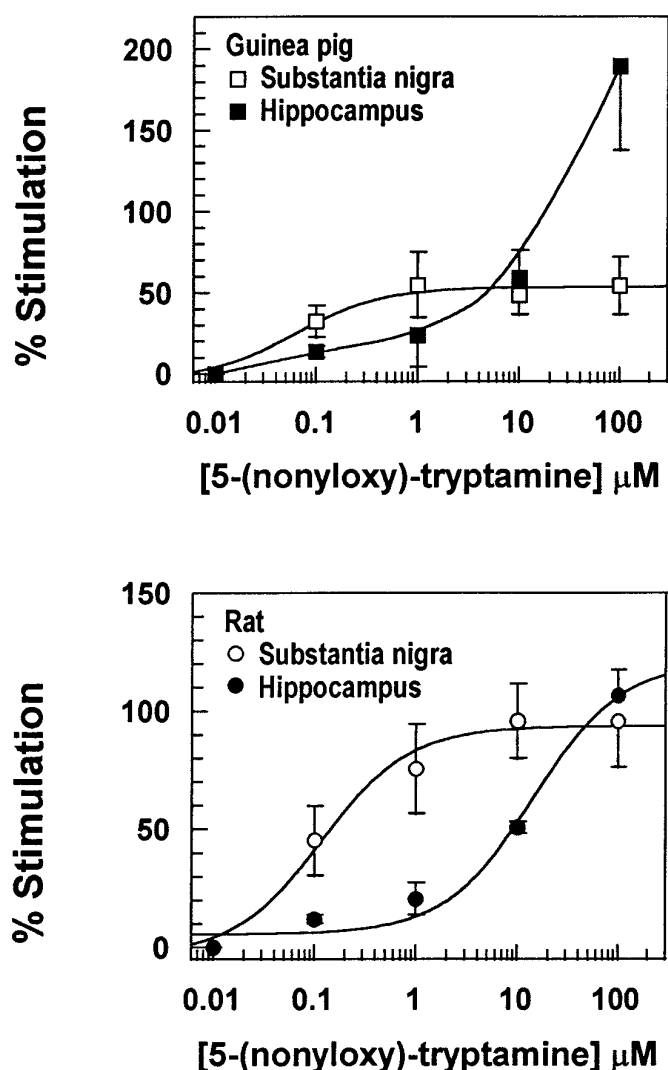 % Stimulation
200
150
100
50
0
Guinea pig
Substantia nigra
Hippocampus
0.01 0.1 1 10 100
[5-(nonyloxy)-tryptamine] μM
% Stimulation
150
100
50
0
Rat
Substantia nigra
Hippocampus
0.01 0.1 1 10 100
[5-(nonyloxy)-tryptamine] μM